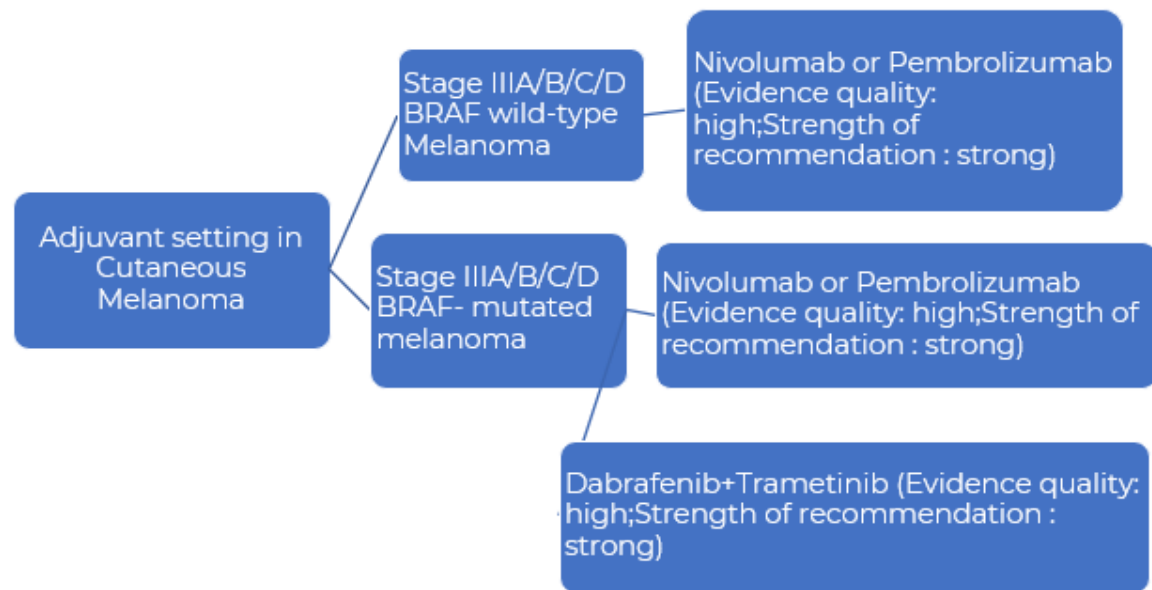 Adjuvant setting in
Cutaneous
Melanoma
Stage IIIA/B/C/D
BRAF wild-type
Melanoma
Nivolumab or Pembrolizumab
(Evidence quality:
high;Strength of
recommendation : strong)
Stage IIIA/B/C/D
BRAF- mutated
melanoma
Nivolumab or Pembrolizumab
(Evidence quality: high;Strength of
recommendation : strong)
Dabrafenib+Trametinib (Evidence quality:
high;Strength of recommendation :
strong)